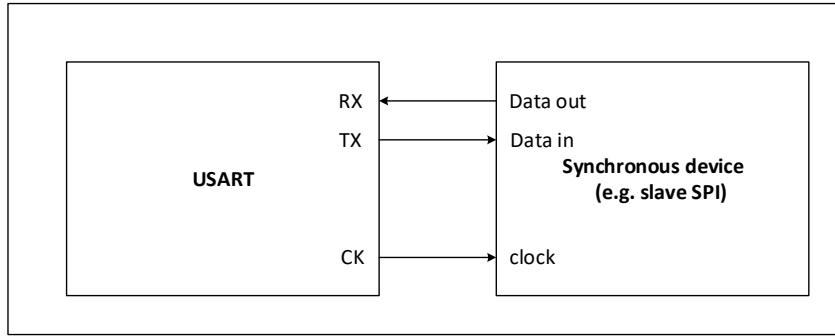 RX
Data out
TX
Data in
USART
Synchronous device
(e.g. slave SPI)
CK
clock